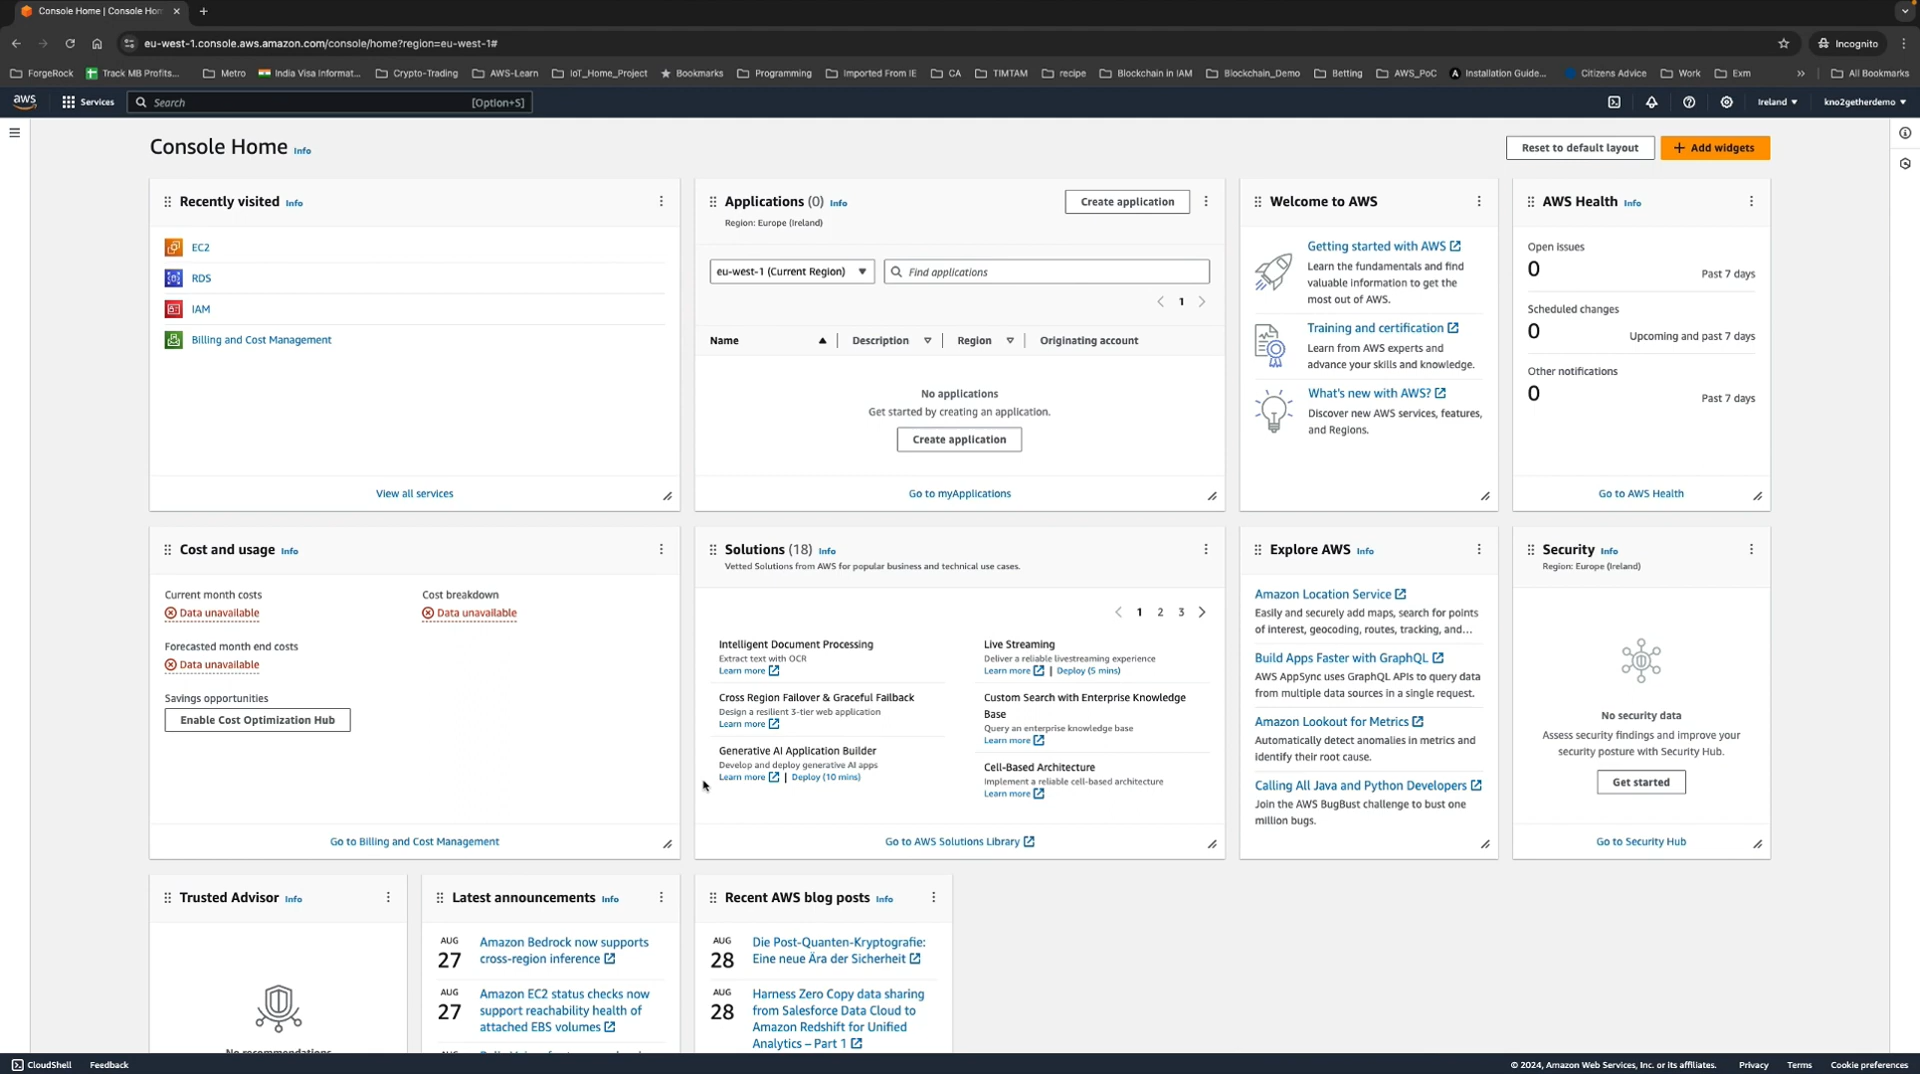 Console Home | Console Hom
eu-west-1.console.aws.amazon.com/console/home?region=eu-west-1#
Incognito
ForgeRock
Track MB Profits...
Metro
India Visa Informat...
Crypto-Trading
AWS-Learn
IoT_Home_Project
Bookmarks
Programming
Imported From IE
CA
TIMTAM
recipe
Blockchain in IAM
Blockchain_Demo
Betting
AWS_PoC
Installation Guide...
Citizens Advice
Work
Exm
All Bookmarks
aws
Services
Search
[Option+S]
Ireland
kno2getherdemo
Console Home Info
Reset to default layout
Add widgets
Recently visited Info
EC2
RDS
IAM
Billing and Cost Management
View all services
Applications (0) Info
Region: Europe (Ireland)
Create application
eu-west-1 (Current Region)
Find applications
1
Name
Description
Region
Originating account
No applications
Get started by creating an application.
Create application
Go to myApplications
Welcome to AWS
Getting started with AWS
Learn the fundamentals and find
valuable information to get the
most out of AWS.
Training and certification
Learn from AWS experts and
advance your skills and knowledge.
What's new with AWS?
Discover new AWS services, features,
and Regions.
AWS Health Info
Open issues
0
Past 7 days
Scheduled changes
0
Upcoming and past 7 days
Other notifications
0
Past 7 days
Go to AWS Health
Cost and usage Info
Current month costs
Data unavailable
Cost breakdown
Data unavailable
Forecasted month end costs
Data unavailable
Savings opportunities
Enable Cost Optimization Hub
Go to Billing and Cost Management
Solutions (18) Info
Vetted Solutions from AWS for popular business and technical use cases.
1 2 3
Intelligent Document Processing
Extract text with OCR
Learn more
Cross Region Failover & Graceful Failback
Design a resilient 3-tier web application
Learn more
Generative AI Application Builder
Develop and deploy generative AI apps
Learn more | Deploy (10 mins)
Live Streaming
Deliver a reliable livestreaming experience
Learn more | Deploy (5 mins)
Custom Search with Enterprise Knowledge
Base
Query an enterprise knowledge base
Learn more
Cell-Based Architecture
Implement a reliable cell-based architecture
Learn more
Go to AWS Solutions Library
Explore AWS Info
Amazon Location Service
Easily and securely add maps, search for points
of interest, geocoding, routes, tracking, and...
Build Apps Faster with GraphQL
AWS AppSync uses GraphQL APIs to query data
from multiple data sources in a single request.
Amazon Lookout for Metrics
Automatically detect anomalies in metrics and
identify their root cause.
Calling All Java and Python Developers
Join the AWS BugBust challenge to bust one
million bugs.
Security Info
Region: Europe (Ireland)
No security data
Assess security findings and improve your
security posture with Security Hub.
Get started
Go to Security Hub
Trusted Advisor Info
No recommendations
Latest announcements Info
AUG
27
Amazon Bedrock now supports
cross-region inference
AUG
27
Amazon EC2 status checks now
support reachability health of
attached EBS volumes
Recent AWS blog posts Info
AUG
28
Die Post-Quanten-Kryptografie:
Eine neue Ära der Sicherheit
AUG
28
Harness Zero Copy data sharing
from Salesforce Data Cloud to
Amazon Redshift for Unified
Analytics – Part 1
CloudShell
Feedback
© 2024, Amazon Web Services, Inc. or its affiliates.
Privacy
Terms
Cookie preferences